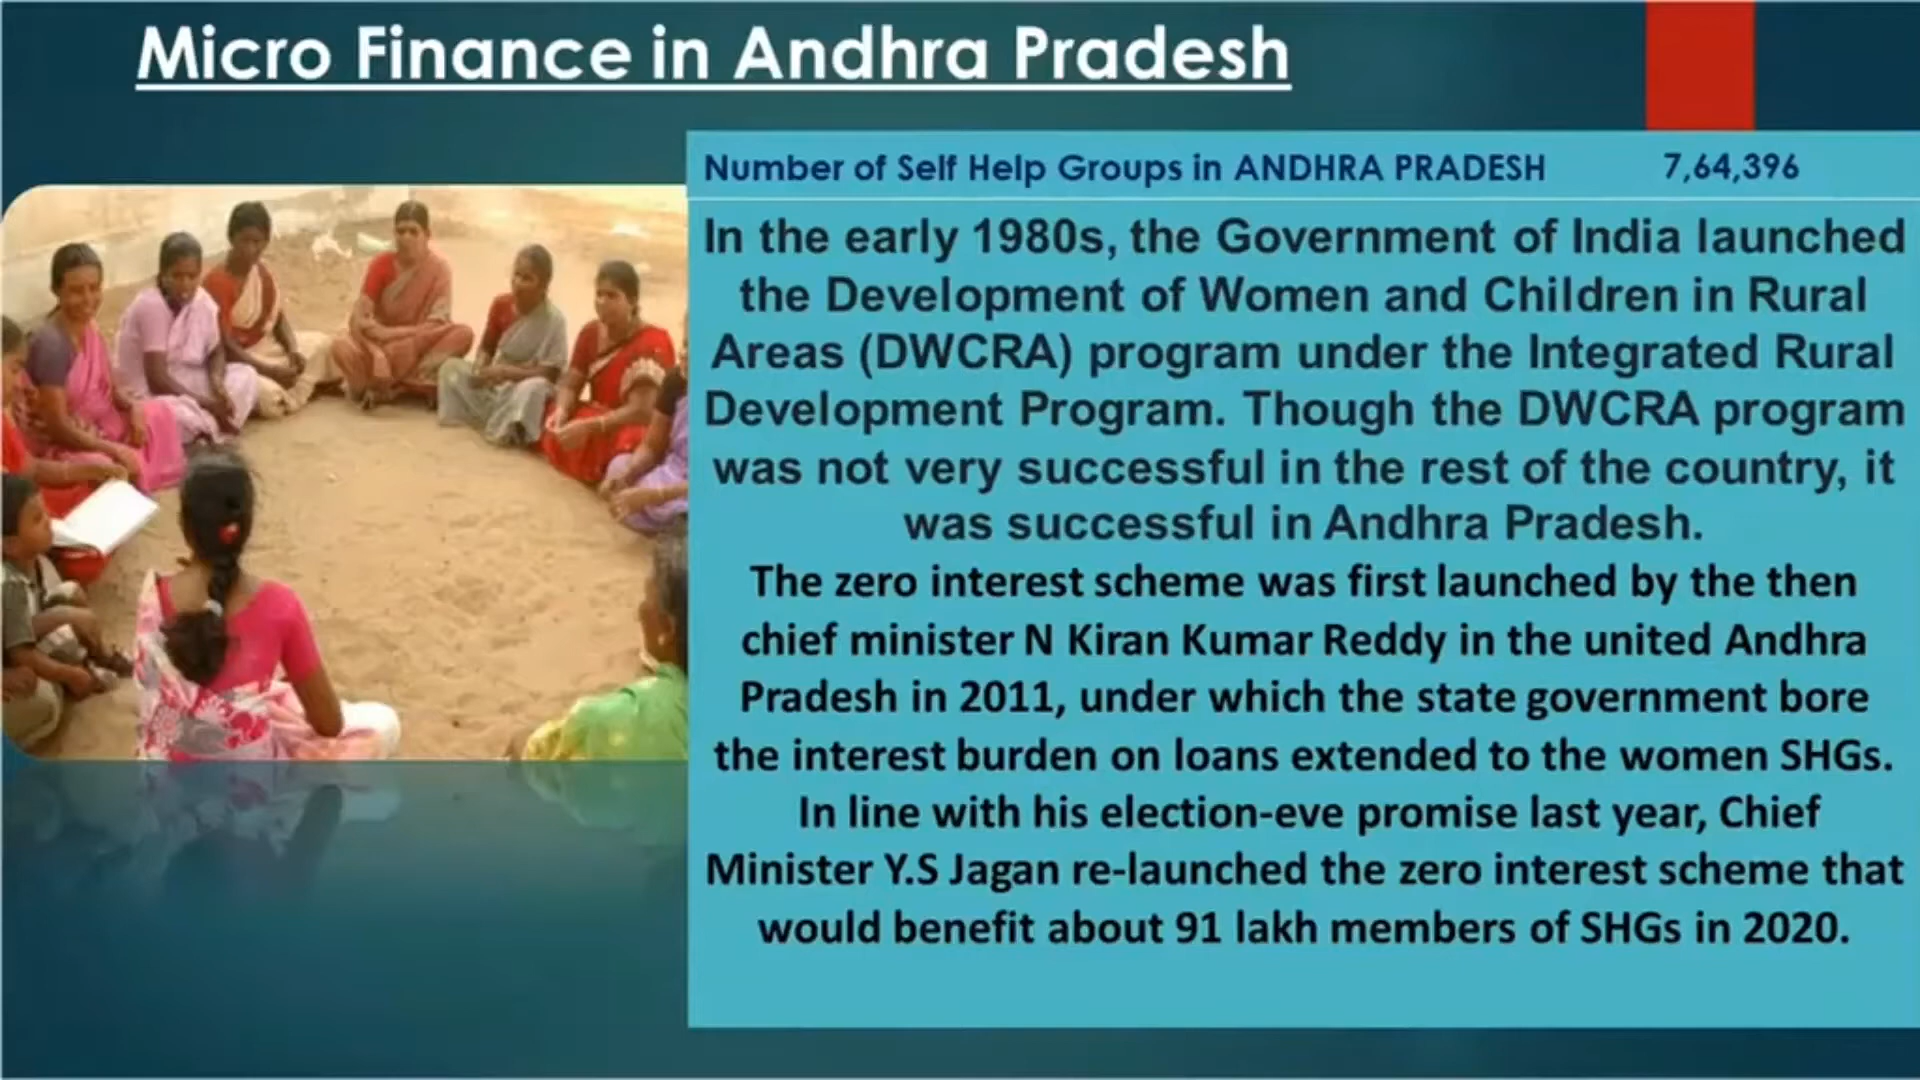 Micro Finance in Andhra Pradesh
Number of Self Help Groups in ANDHRA PRADESH 7,64,396
In the early 1980s, the Government of India launched
the Development of Women and Children in Rural
Areas (DWCRA) program under the Integrated Rural
Development Program. Though the DWCRA program
was not very successful in the rest of the country, it
was successful in Andhra Pradesh.
The zero interest scheme was first launched by the then
chief minister N Kiran Kumar Reddy in the united Andhra
Pradesh in 2011, under which the state government bore
the interest burden on loans extended to the women SHGs.
In line with his election-eve promise last year, Chief
Minister Y.S Jagan re-launched the zero interest scheme that
would benefit about 91 lakh members of SHGs in 2020.